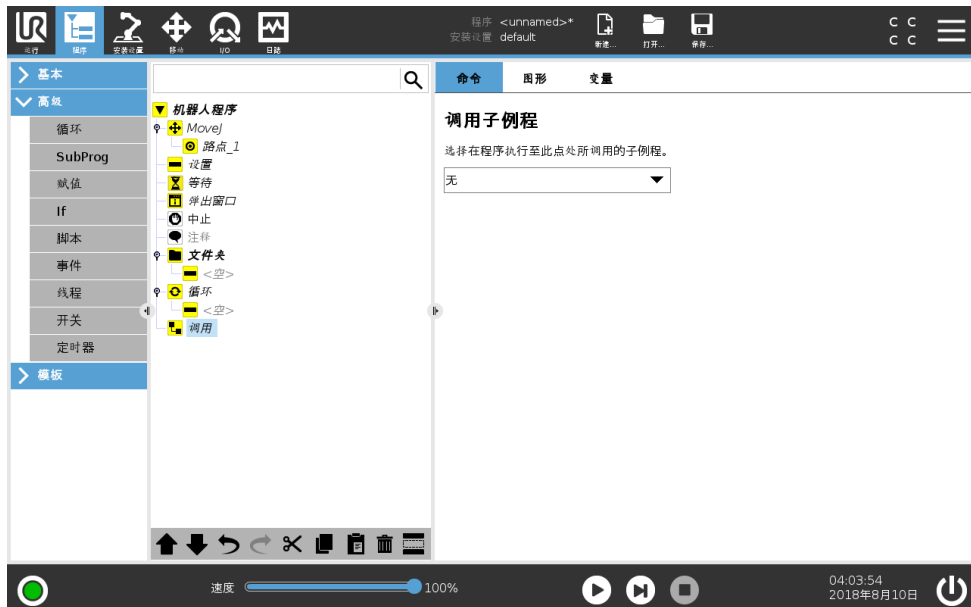 UR
运行
程序
安装设置
移动
I/O
日志
程序 <unnamed>*
安装设置 default
新建...
打开...
保存...
C C
C C
基本
高级
循环
SubProg
赋值
If
脚本
事件
线程
开关
定时器
模板
机器人程序
MoveJ
路点_1
设置
等待
弹出窗口
中止
注释
文件夹
<空>
循环
<空>
调用
命令 图形 变量
调用子例程
选择在程序执行至此点处所调用的子例程。
无
速度 100%
04:03:54
2018年8月10日